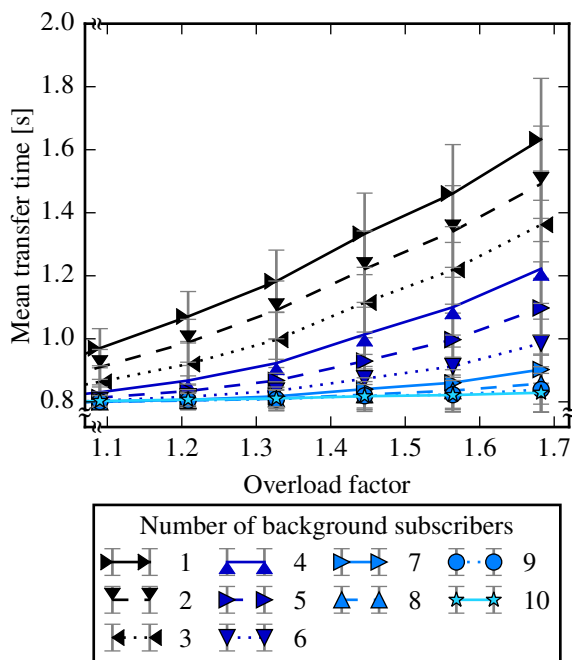 2.0
1.8
1.6
1.4
1.2
1.0
0.8
Mean transfer time [s]
1.1 1.2 1.3 1.4 1.5 1.6 1.7
Overload factor
Number of background subscribers
1 4 7 9
2 5 8 10
3 6